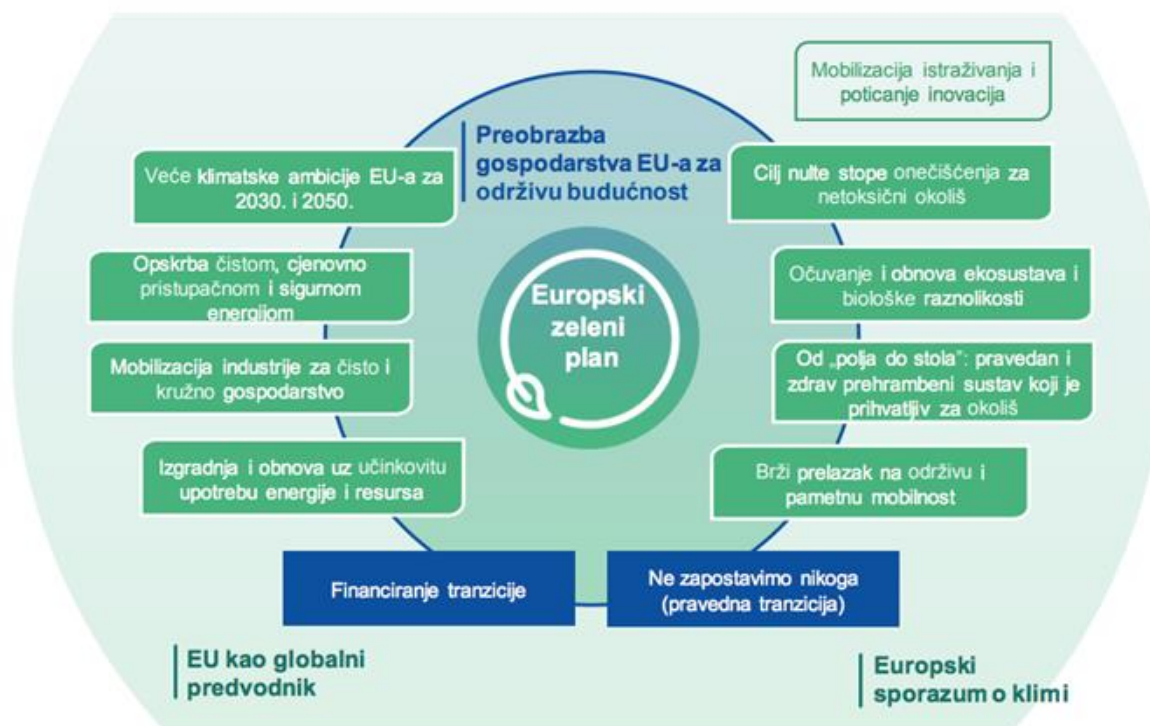 Mobilizacija istraživanja i
poticanje inovacija
Preobrazba
gospodarstva EU-a za
održivu budućnost
Veće klimatske ambicije EU-a za
2030. i 2050.
Cilj nulte stope onečišćenja za
netoksični okoliš
Opskrba čistom, cjenovno
pristupačnom i sigurnom
energijom
Očuvanje i obnova ekosustava i
biološke raznolikosti
Europski
zeleni
plan
Mobilizacija industrije za čisto i
kružno gospodarstvo
Od „polja do stola”: pravedan i
zdrav prehrambeni sustav koji je
prihvatljiv za okoliš
Izgradnja i obnova uz učinkovitu
upotrebu energije i resursa
Brži prelazak na održivu i
pametnu mobilnost
Financiranje tranzicije
Ne zapostavimo nikoga
(pravedna tranzicija)
EU kao globalni
predvodnik
Europski
sporazum o klimi